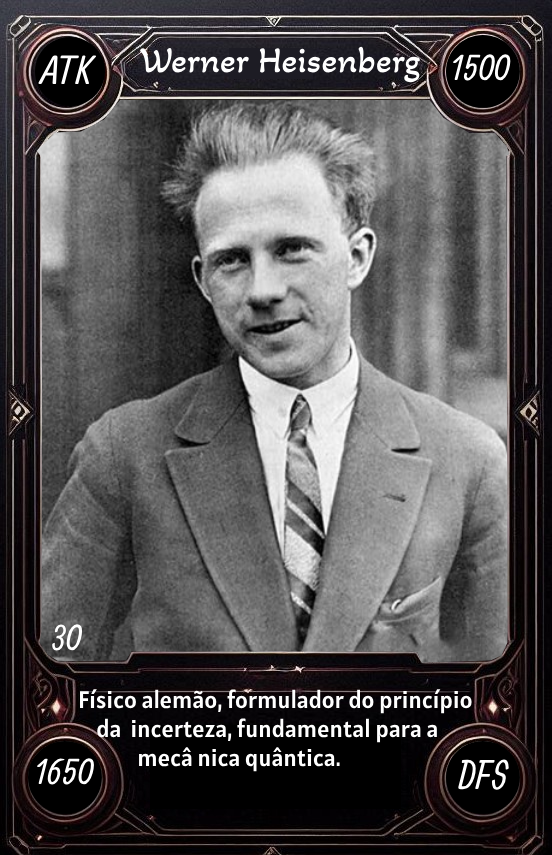 ATK
Werner Heisenberg
1500
30
Físico alemão, formulador do princípio
da incerteza, fundamental para a
mecâ nica quântica.
1650
DFS